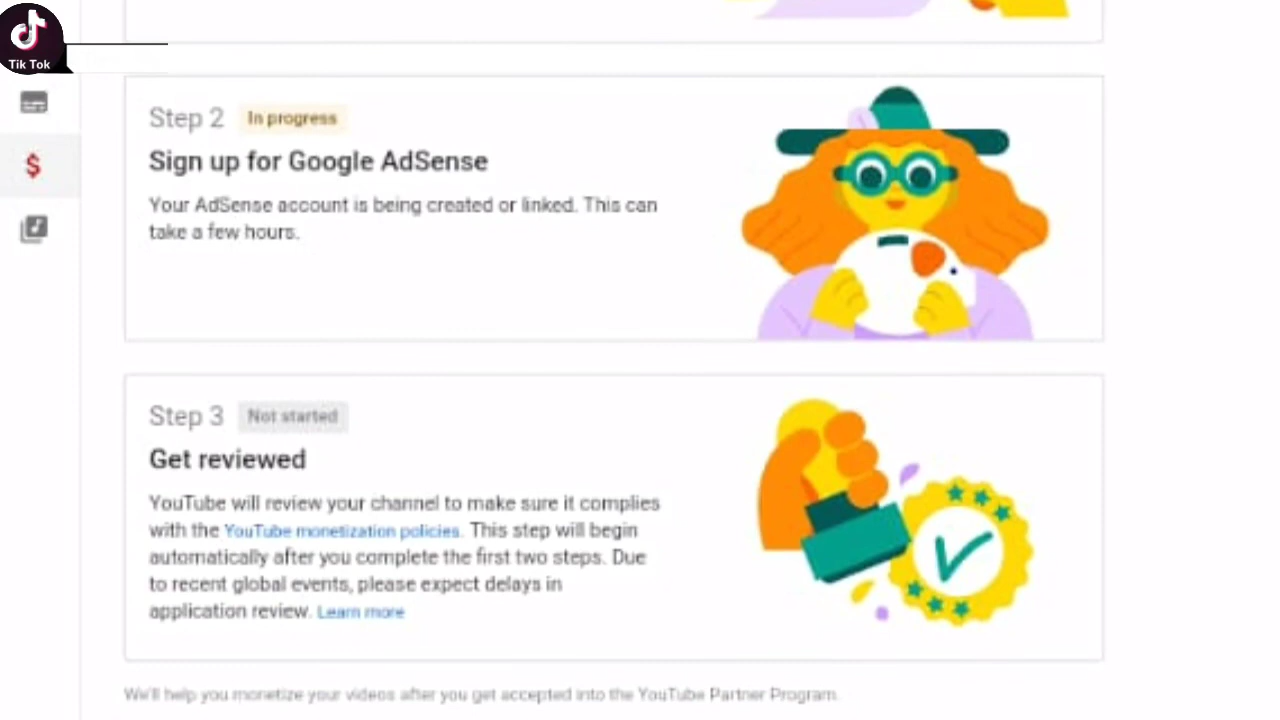 Tik Tok
Step 2 In progress
Sign up for Google AdSense
Your AdSense account is being created or linked. This can
take a few hours.
Step 3 Not started
Get reviewed
YouTube will review your channel to make sure it complies
with the YouTube monetization policies. This step will begin
automatically after you complete the first two steps. Due
to recent global events, please expect delays in
application review. Learn more
We'll help you monetize your videos after you get accepted into the YouTube Partner Program.